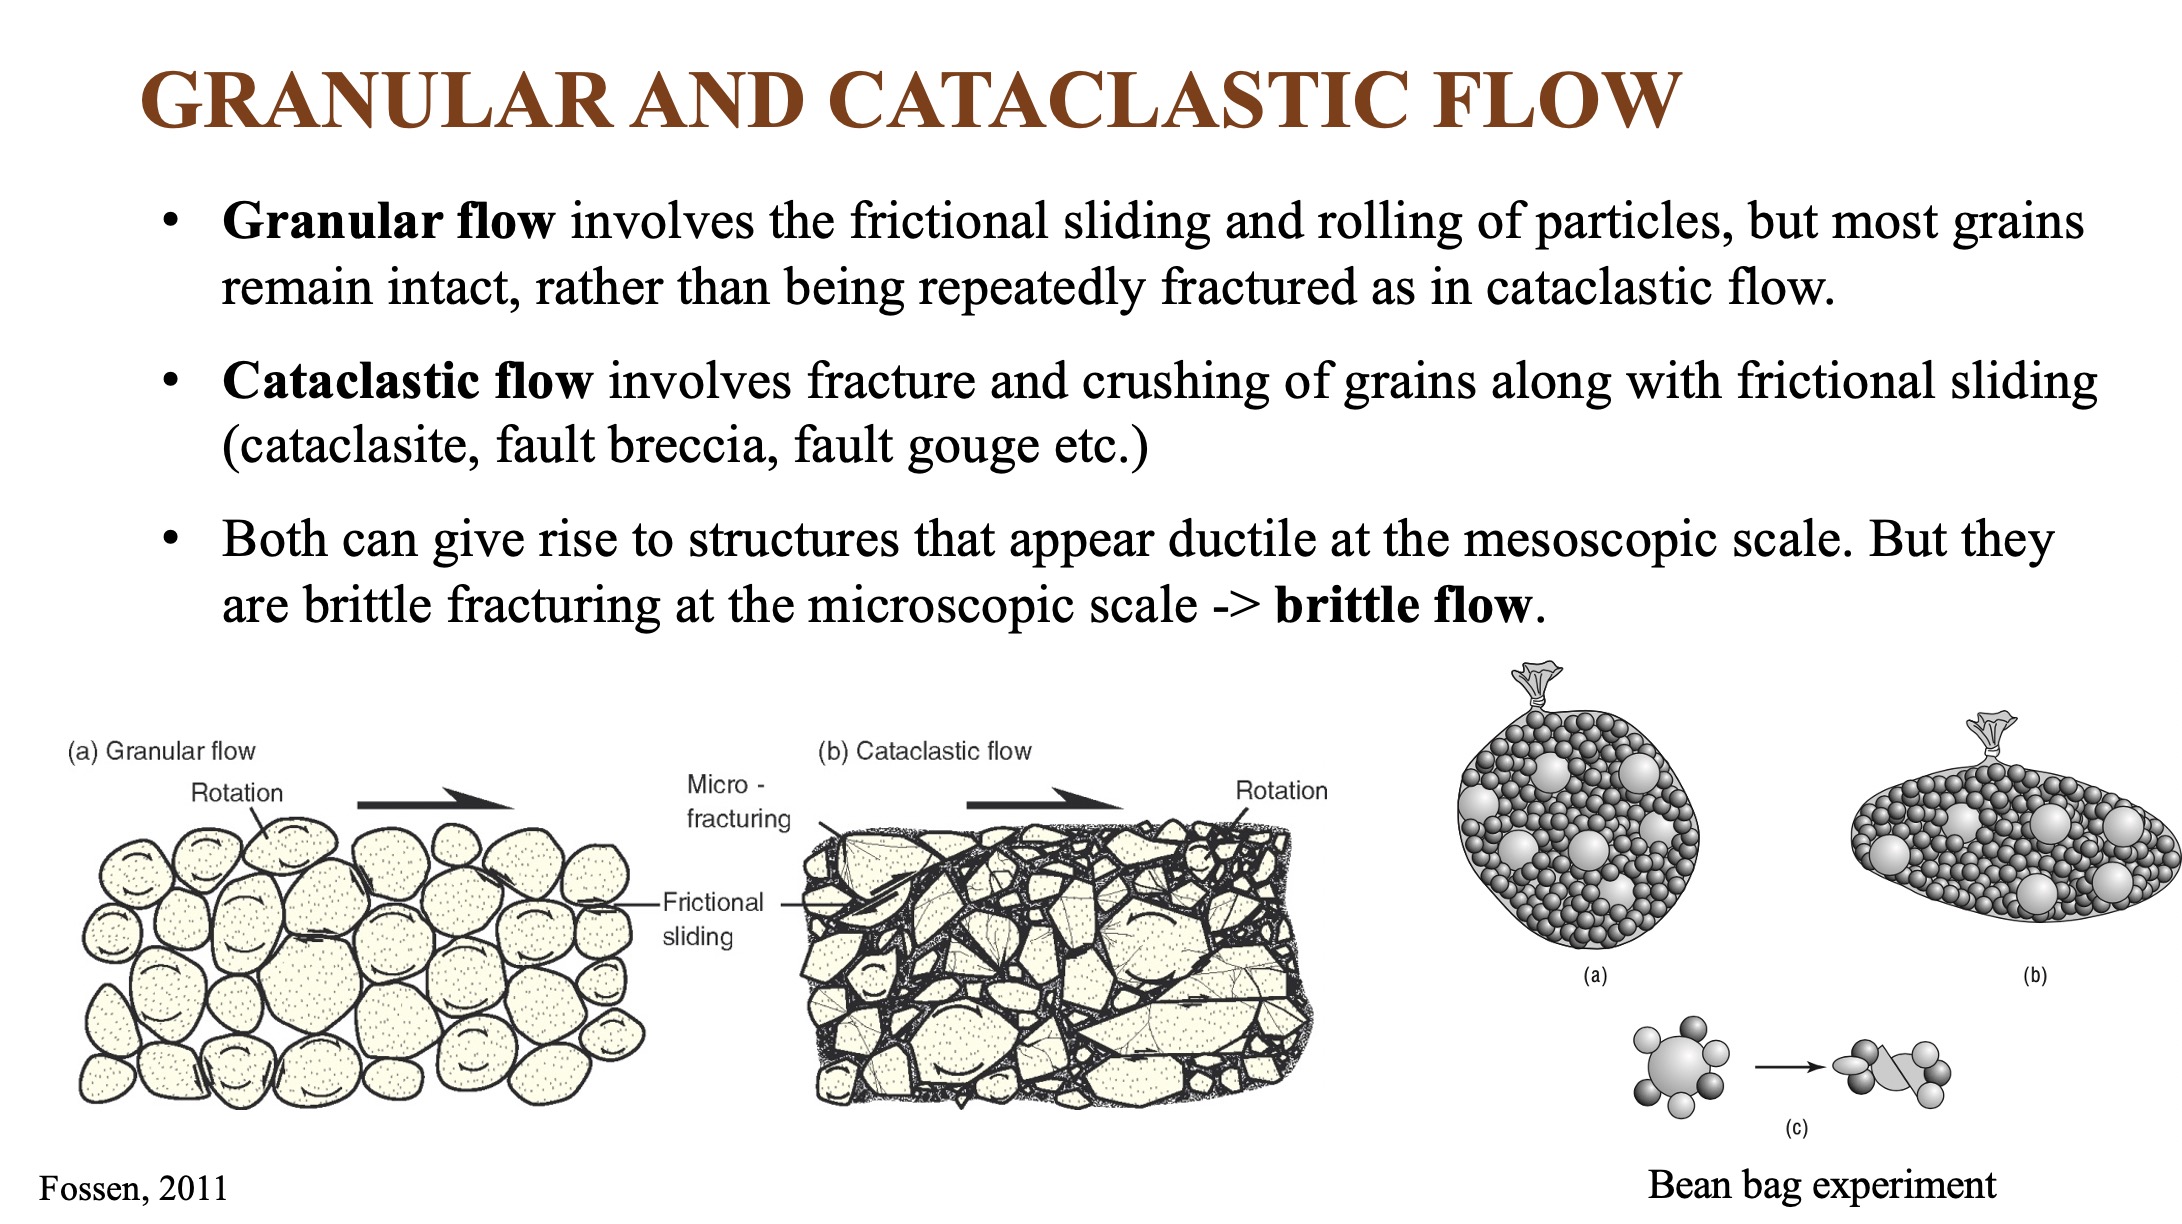 GRANULAR AND CATACLASTIC FLOW
• Granular flow involves the frictional sliding and rolling of particles, but most grains
remain intact, rather than being repeatedly fractured as in cataclastic flow.
• Cataclastic flow involves fracture and crushing of grains along with frictional sliding
(cataclasite, fault breccia, fault gouge etc.)
• Both can give rise to structures that appear ductile at the mesoscopic scale. But they
are brittle fracturing at the microscopic scale -> brittle flow.
(a) Granular flow
Rotation
Frictional
sliding
(b) Cataclastic flow
Micro -
fracturing
Rotation
(a)
(b)
(c)
Fossen, 2011
Bean bag experiment